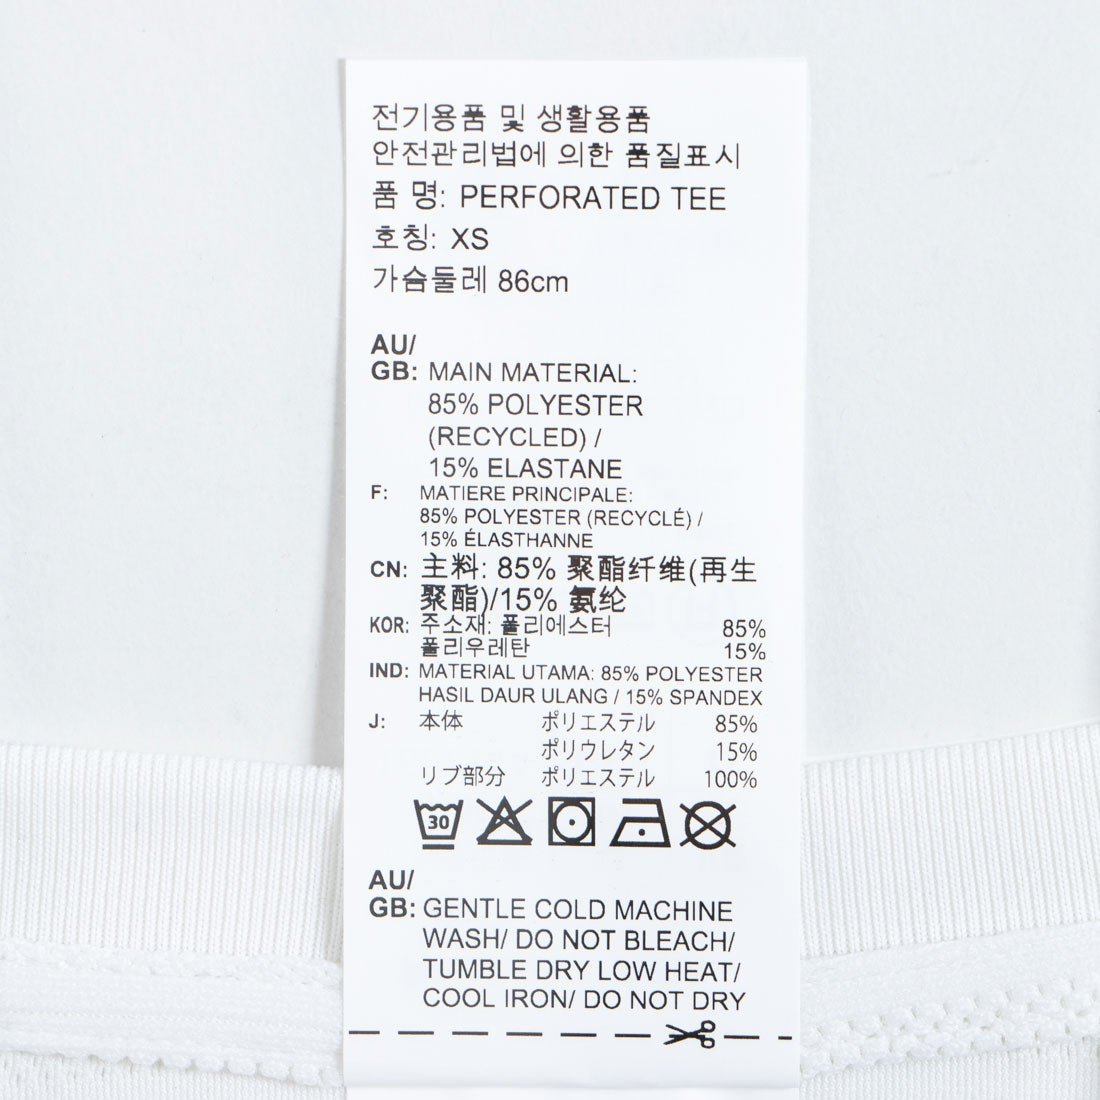 전기용품 및 생활용품
안전관리법에 의한 품질표시
품 명: PERFORATED TEE
호칭: XS
가슴둘레 86cm
AU/
GB: MAIN MATERIAL:
85% POLYESTER
(RECYCLED) /
15% ELASTANE
F: MATIERE PRINCIPALE:
85% POLYESTER (RECYCLÉ) /
15% ÉLASTHANNE
CN: 主料: 85% 聚酯纤维(再生
聚酯)/15% 氨纶
KOR: 주소재: 폴리에스터 85%
폴리우레탄 15%
IND: MATERIAL UTAMA: 85% POLYESTER
HASIL DAUR ULANG / 15% SPANDEX
J: 本体 ポリエステル 85%
ポリウレタン 15%
リブ部分 ポリエステル 100%
30
AU/
GB: GENTLE COLD MACHINE
WASH/ DO NOT BLEACH/
TUMBLE DRY LOW HEAT/
COOL IRON/ DO NOT DRY